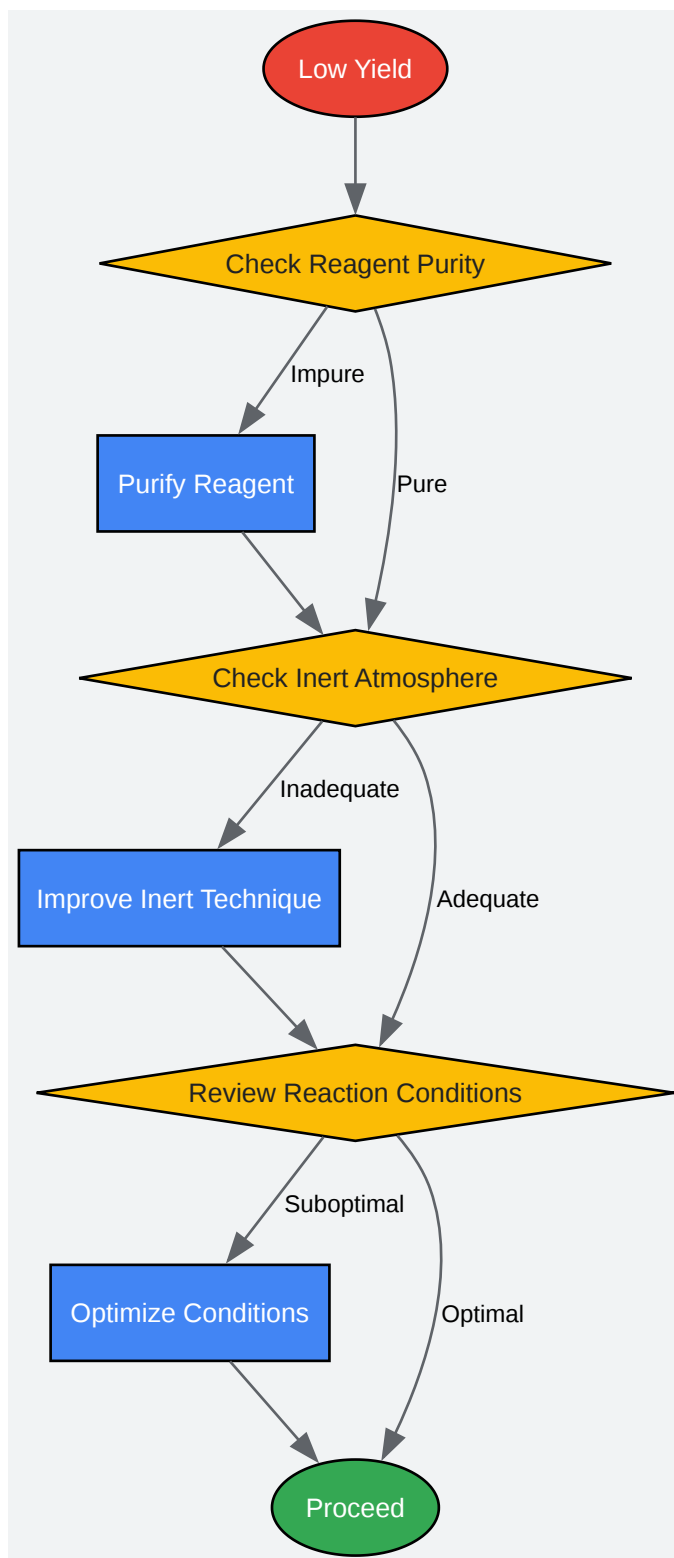 Low Yield
Check Reagent Purity
Impure
Purify Reagent
Pure
Check Inert Atmosphere
Inadequate
Improve Inert Technique
Adequate
Review Reaction Conditions
Suboptimal
Optimize Conditions
Optimal
Proceed